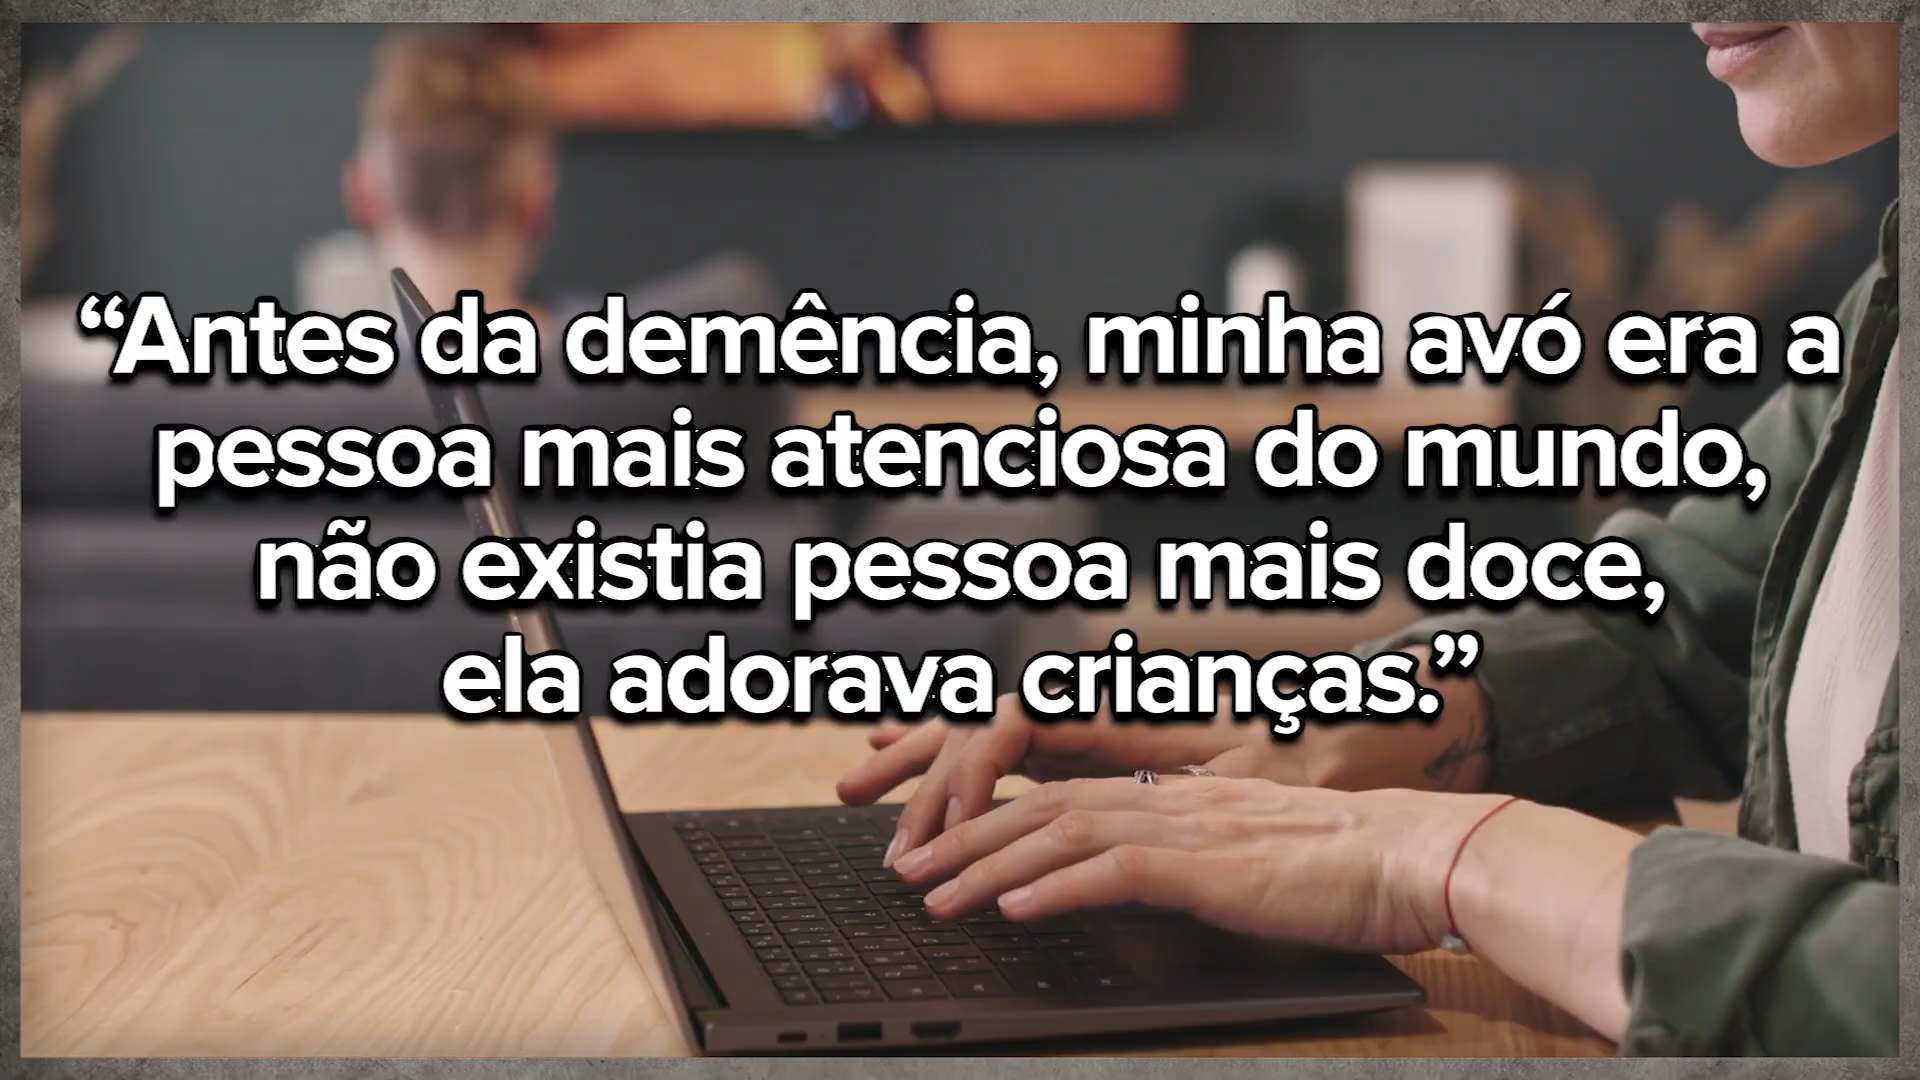 “Antes da demência, minha avó era a
pessoa mais atenciosa do mundo,
não existia pessoa mais doce,
ela adorava crianças.”